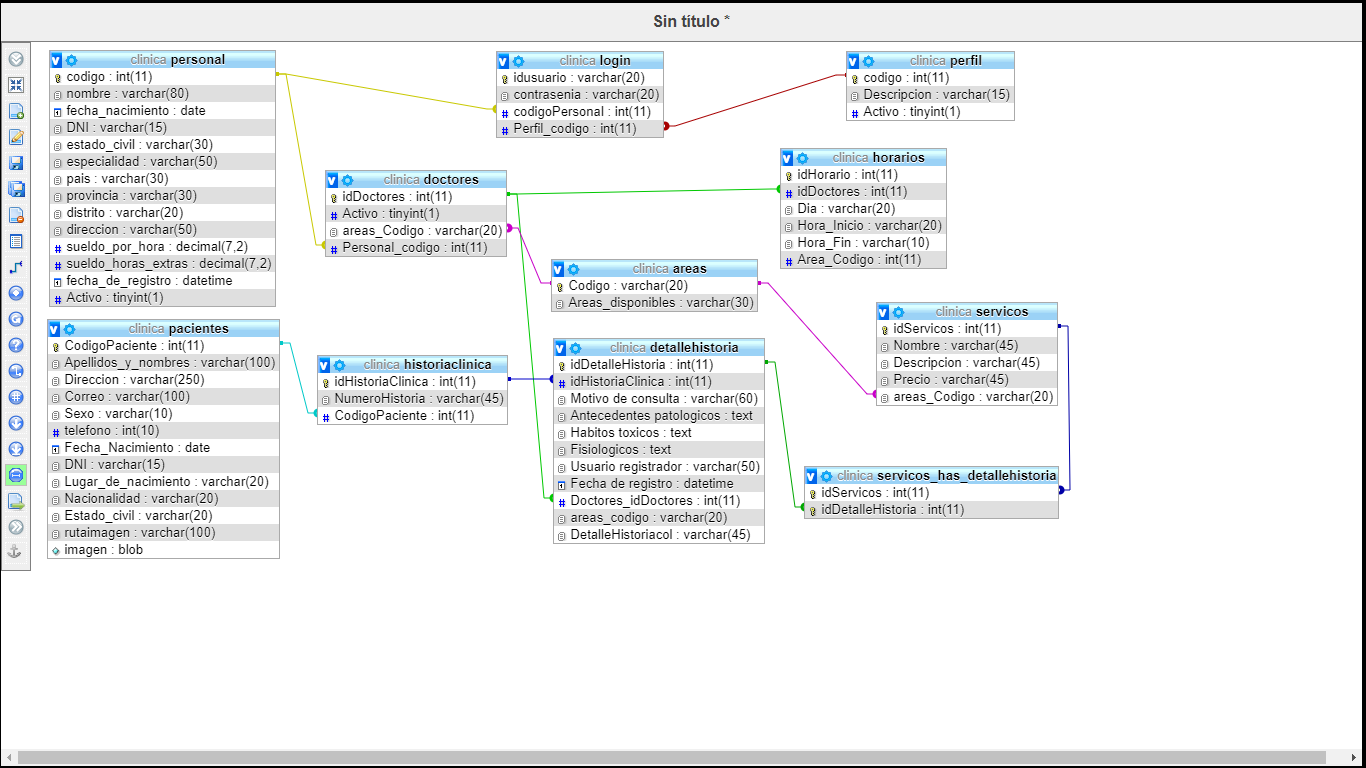 Sin título *
clinica personal
codigo : int(11)
nombre : varchar(80)
fecha_nacimiento : date
DNI : varchar(15)
estado_civil : varchar(30)
especialidad : varchar(50)
pais : varchar(30)
provincia : varchar(30)
distrito : varchar(20)
direccion : varchar(50)
sueldo_por_hora : decimal(7,2)
sueldo_horas_extras : decimal(7,2)
fecha_de_registro : datetime
Activo : tinyint(1)
clinica login
idusuario : varchar(20)
contrasenia : varchar(20)
codigoPersonal : int(11)
Perfil_codigo : int(11)
clinica perfil
codigo : int(11)
Descripcion : varchar(15)
Activo : tinyint(1)
clinica doctores
idDoctores : int(11)
Activo : tinyint(1)
areas_Codigo : varchar(20)
Personal_codigo : int(11)
clinica horarios
idHorario : int(11)
idDoctores : int(11)
Dia : varchar(20)
Hora_Inicio : varchar(20)
Hora_Fin : varchar(10)
Area_Codigo : int(11)
clinica areas
Codigo : varchar(20)
Areas_disponibles : varchar(30)
clinica servicos
idServicos : int(11)
Nombre : varchar(45)
Descripcion : varchar(45)
Precio : varchar(45)
areas_Codigo : varchar(20)
clinica pacientes
CodigoPaciente : int(11)
Apellidos_y_nombres : varchar(100)
Direccion : varchar(250)
Correo : varchar(100)
Sexo : varchar(10)
telefono : int(10)
Fecha_Nacimiento : date
DNI : varchar(15)
Lugar_de_nacimiento : varchar(20)
Nacionalidad : varchar(20)
Estado_civil : varchar(20)
rutaimagen : varchar(100)
imagen : blob
clinica historiaclinica
idHistoriaClinica : int(11)
NumeroHistoria : varchar(45)
CodigoPaciente : int(11)
clinica detallehistoria
idDetalleHistoria : int(11)
idHistoriaClinica : int(11)
Motivo de consulta : varchar(60)
Antecedentes patologicos : text
Habitos toxicos : text
Fisiologicos : text
Usuario registrador : varchar(50)
Fecha de registro : datetime
Doctores_idDoctores : int(11)
areas_codigo : varchar(20)
DetalleHistoriacol : varchar(45)
clinica servicos_has_detallehistoria
idServicos : int(11)
idDetalleHistoria : int(11)